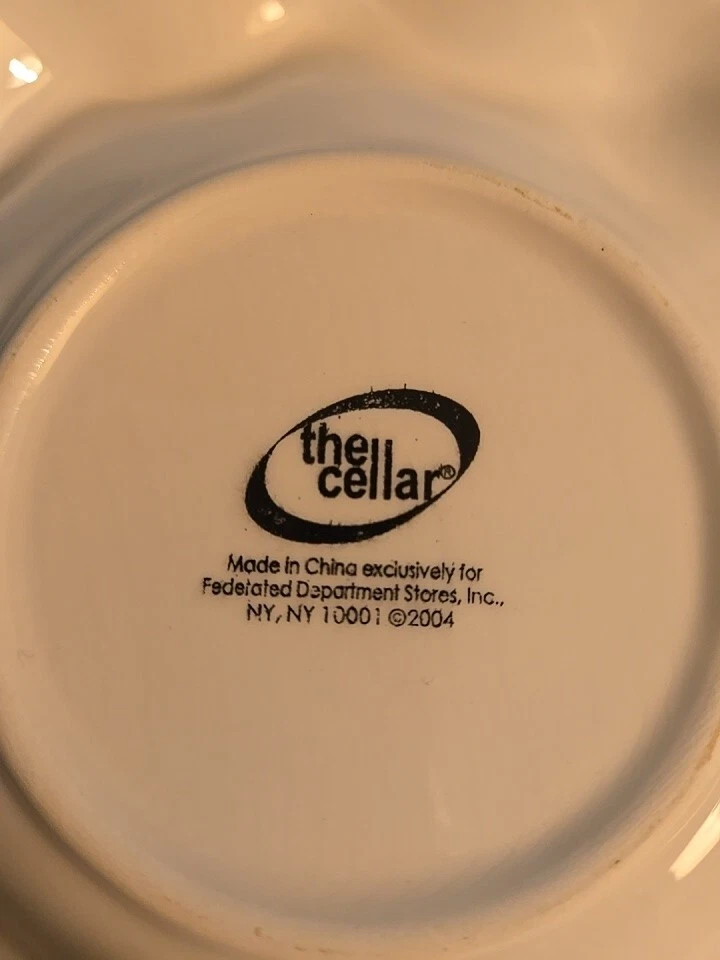 the
cellar®
Made in China exclusively for
Federated Department Stores, Inc.,
NY, NY 10001 ©2004